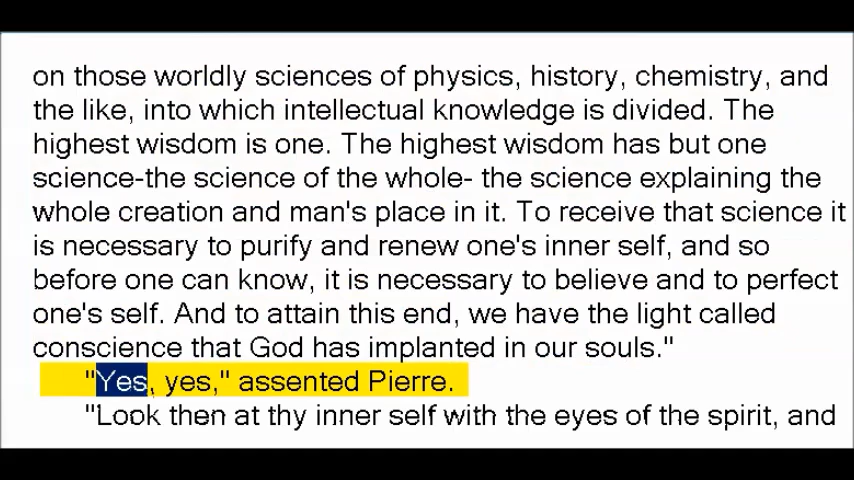 on those worldly sciences of physics, history, chemistry, and
the like, into which intellectual knowledge is divided. The
highest wisdom is one. The highest wisdom has but one
science-the science of the whole- the science explaining the
whole creation and man's place in it. To receive that science it
is necessary to purify and renew one's inner self, and so
before one can know, it is necessary to believe and to perfect
one's self. And to attain this end, we have the light called
conscience that God has implanted in our souls."
"Yes, yes," assented Pierre.
"Look then at thy inner self with the eyes of the spirit, and